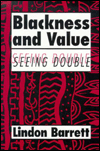 Blackness
and Value
SEEING DOUBLE
SEEING DOUBLE
Lindon Barrett